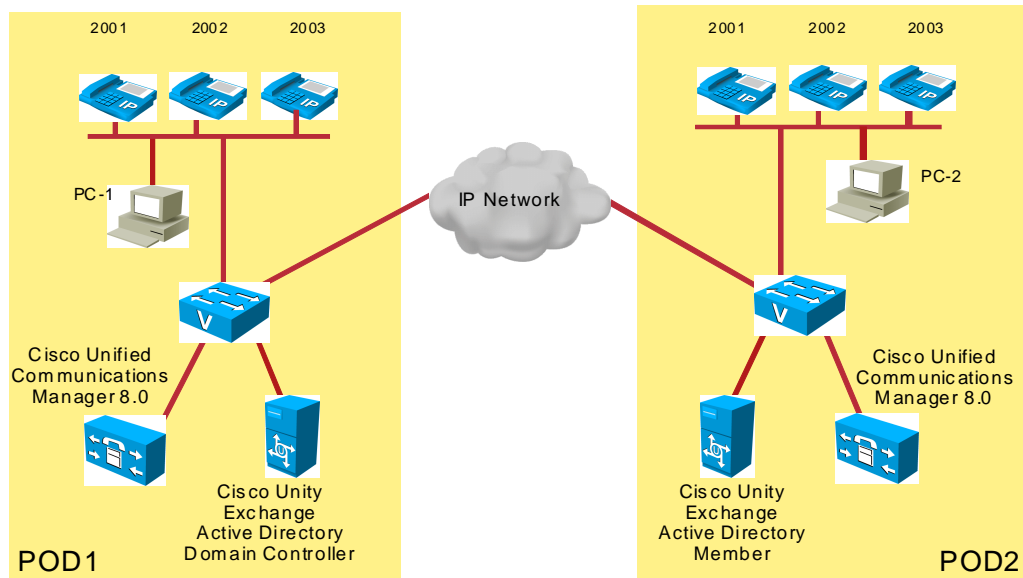 2001 2002 2003
IP IP IP
PC-1
V
Cisco Unified
Communications
Manager 8.0
U
Cisco Unity
Exchange
Active Directory
Domain Controller
POD1
IP Network
2001 2002 2003
IP IP IP
PC-2
V
Cisco Unified
Communications
Manager 8.0
U
Cisco Unity
Exchange
Active Directory
Member
POD2